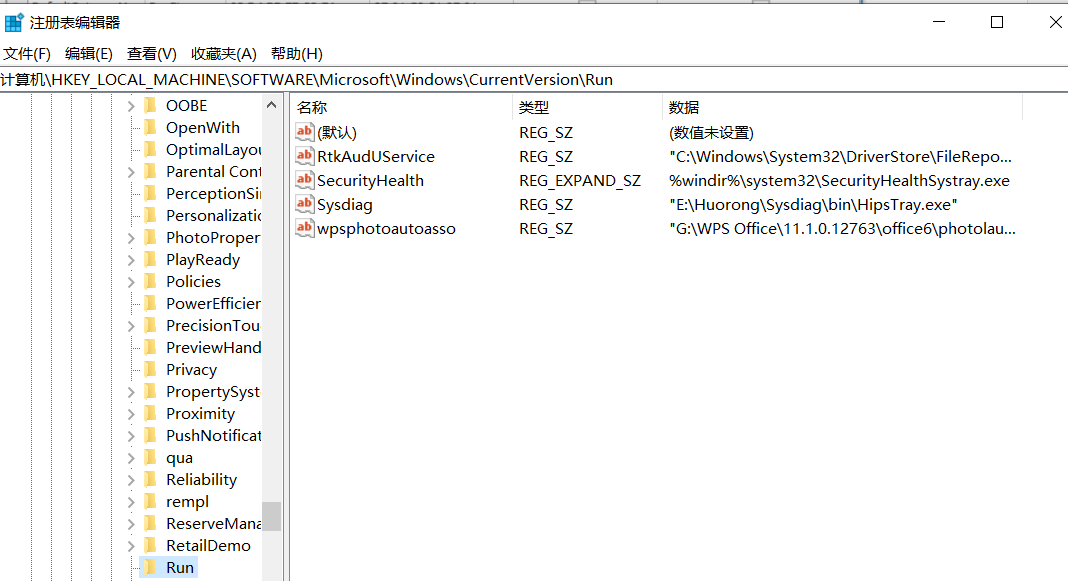 注册表编辑器
文件(F) 编辑(E) 查看(V) 收藏夹(A) 帮助(H)
计算机\HKEY_LOCAL_MACHINE\SOFTWARE\Microsoft\Windows\CurrentVersion\Run
OOBE
OpenWith
OptimalLayou
Parental Cont
PerceptionSi
Personalizatio
PhotoProper
PlayReady
Policies
PowerEfficien
PrecisionTou
PreviewHand
Privacy
PropertySyst
Proximity
PushNotificat
qua
Reliability
rempl
ReserveMana
RetailDemo
Run
名称 类型 数据
ab (默认) REG_SZ (数值未设置)
ab RtkAudUService REG_SZ "C:\Windows\System32\DriverStore\FileRepo...
ab SecurityHealth REG_EXPAND_SZ %windir%\system32\SecurityHealthSystray.exe
ab Sysdiag REG_SZ "E:\Huorong\Sysdiag\bin\HipsTray.exe"
ab wpsphotoautoasso REG_SZ "G:\WPS Office\11.1.0.12763\office6\photolau...